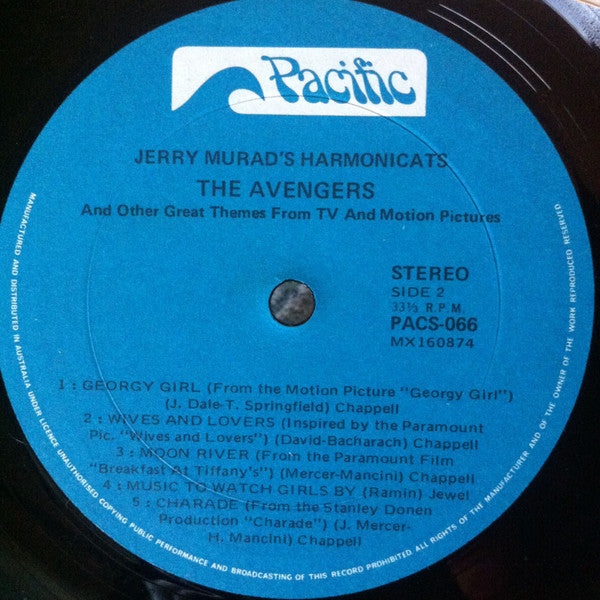 Pacific
JERRY MURAD'S HARMONICATS
THE AVENGERS
And Other Great Themes From TV And Motion Pictures
STEREO
SIDE 2
33⅓ R.P.M.
PACS-066
MX160874
1 : GEORGY GIRL (From the Motion Picture "Georgy Girl")
(J. Dale-T. Springfield) Chappell
2 : WIVES AND LOVERS (Inspired by the Paramount
Pic. "Wives and Lovers") (David-Bacharach) Chappell
3 : MOON RIVER (From the Paramount Film
"Breakfast At Tiffany's") (Mercer-Mancini) Chappell
4 : MUSIC TO WATCH GIRLS BY (Ramin) Jewel
5 : CHARADE (From the Stanley Donen
Production "Charade") (J. Mercer-
H. Mancini) Chappell
MANUFACTURED AND DISTRIBUTED IN AUSTRALIA UNDER LICENCE UNAUTHORISED COPYING PUBLIC PERFORMANCE AND BROADCASTING OF THIS RECORD PROHIBITED. ALL RIGHTS OF THE MANUFACTURER AND OF THE OWNER OF THE WORK REPRODUCED RESERVED.